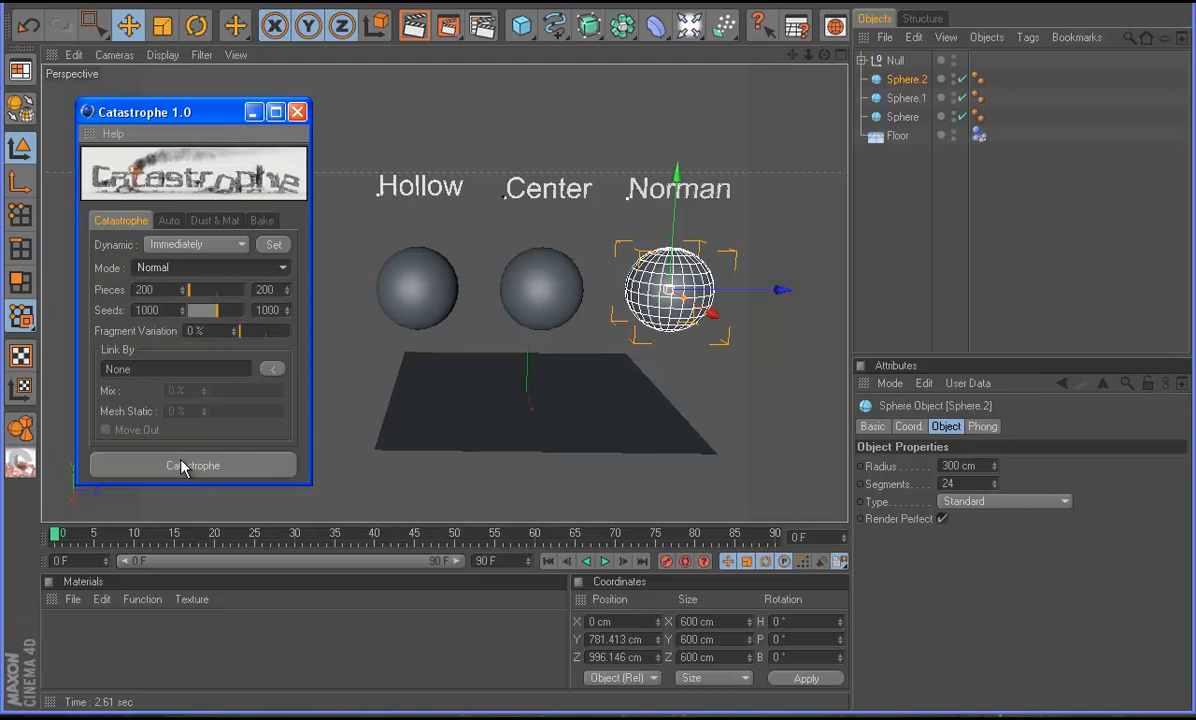 X Y Z
Edit Cameras Display Filter View
Perspective
Catastrophe 1.0
Help
Catastrophe
Catastrophe Auto Dust & Mat Bake
Dynamic : Immediately Set
Mode : Normal
Pieces 200 200
Seeds: 1000 1000
Fragment Variation 0 %
Link By
None <
Mix : 0 %
Mesh Static : 0 %
Move Out
Catastrophe
Hollow Center Norman
0 5 10 15 20 25 30 35 40 45 50 55 60 65 70 75 80 85 90 0 F
0 F 0 F 90 F 90 F
Materials
File Edit Function Texture
Coordinates
Position Size Rotation
X 0 cm X 600 cm H 0 °
Y 781.413 cm Y 600 cm P 0 °
Z 996.146 cm Z 600 cm B 0 °
Object (Rel) Size Apply
Time : 2.61 sec
MAXON
CINEMA 4D
Objects Structure
File Edit View Objects Tags Bookmarks
Null
Sphere.2
Sphere.1
Sphere
Floor
Attributes
Mode Edit User Data
Sphere Object [Sphere.2]
Basic Coord. Object Phong
Object Properties
Radius . . . . . . 300 cm
Segments. . . . 24
Type. . . . . . . . Standard
Render Perfect